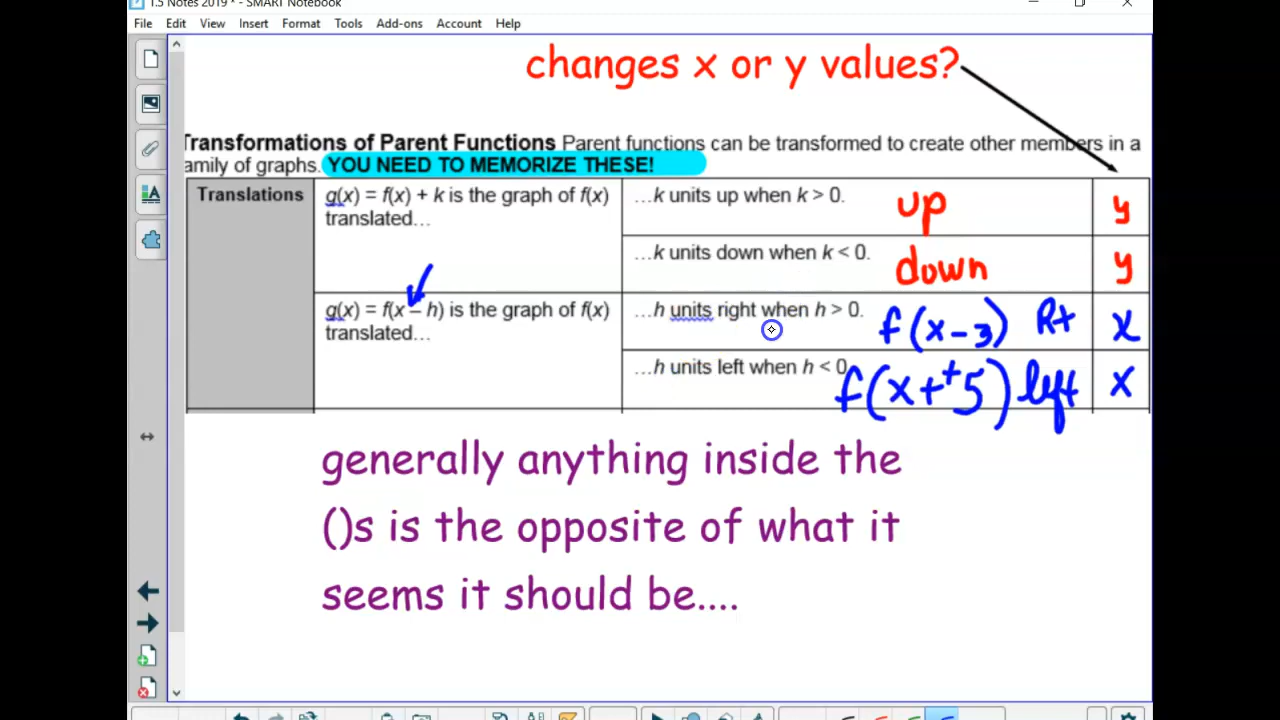 1.5 Notes 2019 * - SMART Notebook
File Edit View Insert Format Tools Add-ons Account Help
changes x or y values?
Transformations of Parent Functions Parent functions can be transformed to create other members in a
amily of graphs. YOU NEED TO MEMORIZE THESE!
Translations
g(x) = f(x) + k is the graph of f(x)
translated…
…k units up when k > 0. up y
…k units down when k < 0. down y
g(x) = f(x – h) is the graph of f(x)
translated…
…h units right when h > 0. f(x-3) Rt x
…h units left when h < 0 f(x++5) left x
generally anything inside the
()s is the opposite of what it
seems it should be....